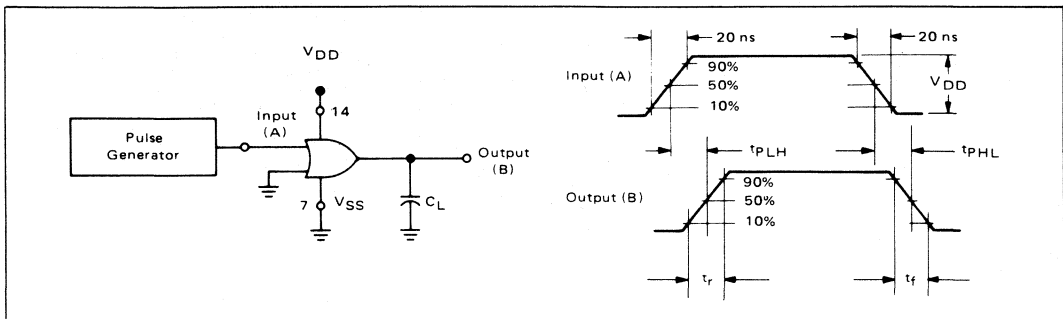 VDD
14
Input
(A)
Pulse
Generator
Output
(B)
7
VSS
CL
20 ns
20 ns
Input (A)
90%
50%
10%
VDD
tPLH
tPHL
Output (B)
90%
50%
10%
tr
tf